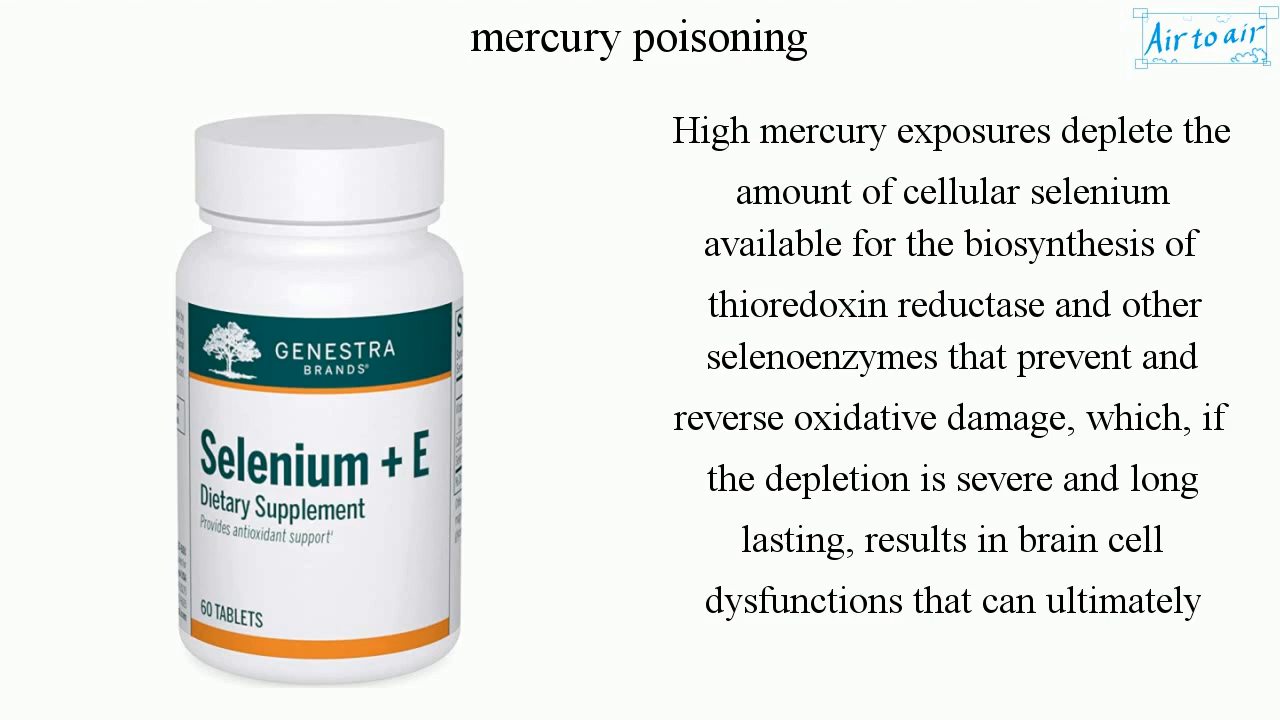 mercury poisoning
Air to air
High mercury exposures deplete the
amount of cellular selenium
available for the biosynthesis of
thioredoxin reductase and other
selenoenzymes that prevent and
reverse oxidative damage, which, if
the depletion is severe and long
lasting, results in brain cell
dysfunctions that can ultimately
GENESTRA
BRANDS®
Selenium + E
Dietary Supplement
Provides antioxidant support†
60 TABLETS